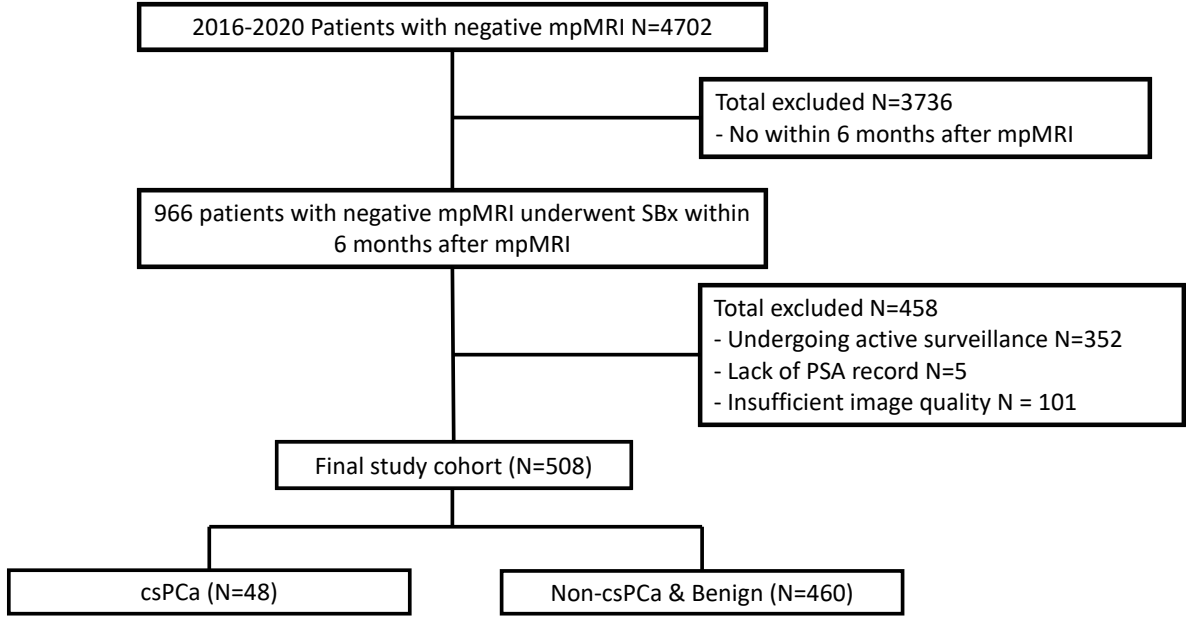 2016-2020 Patients with negative mpMRI N=4702
Total excluded N=3736
- No within 6 months after mpMRI
966 patients with negative mpMRI underwent SBx within
6 months after mpMRI
Total excluded N=458
- Undergoing active surveillance N=352
- Lack of PSA record N=5
- Insufficient image quality N = 101
Final study cohort (N=508)
csPCa (N=48)
Non-csPCa & Benign (N=460)